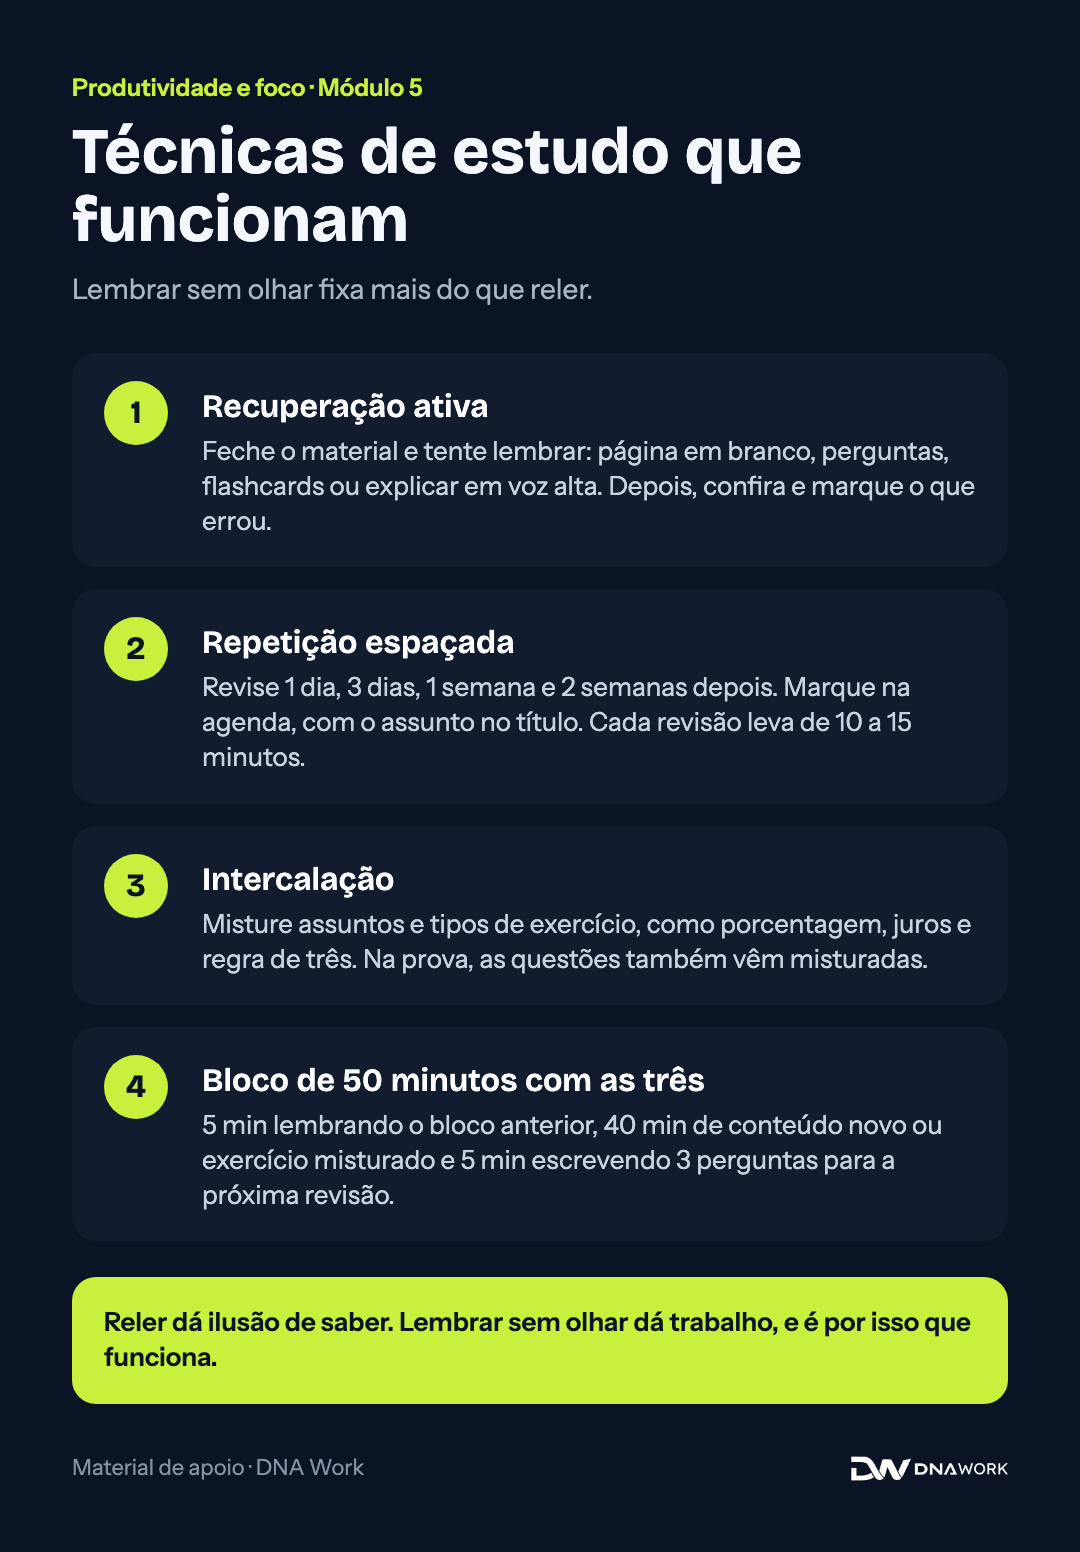 Produtividade e foco · Módulo 5
Técnicas de estudo que
funcionam
Lembrar sem olhar fixa mais do que reler.
1
Recuperação ativa
Feche o material e tente lembrar: página em branco, perguntas,
flashcards ou explicar em voz alta. Depois, confira e marque o que
errou.
2
Repetição espaçada
Revise 1 dia, 3 dias, 1 semana e 2 semanas depois. Marque na
agenda, com o assunto no título. Cada revisão leva de 10 a 15
minutos.
3
Intercalação
Misture assuntos e tipos de exercício, como porcentagem, juros e
regra de três. Na prova, as questões também vêm misturadas.
4
Bloco de 50 minutos com as três
5 min lembrando o bloco anterior, 40 min de conteúdo novo ou
exercício misturado e 5 min escrevendo 3 perguntas para a
próxima revisão.
Reler dá ilusão de saber. Lembrar sem olhar dá trabalho, e é por isso que
funciona.
Material de apoio · DNA Work
DW DNAWORK